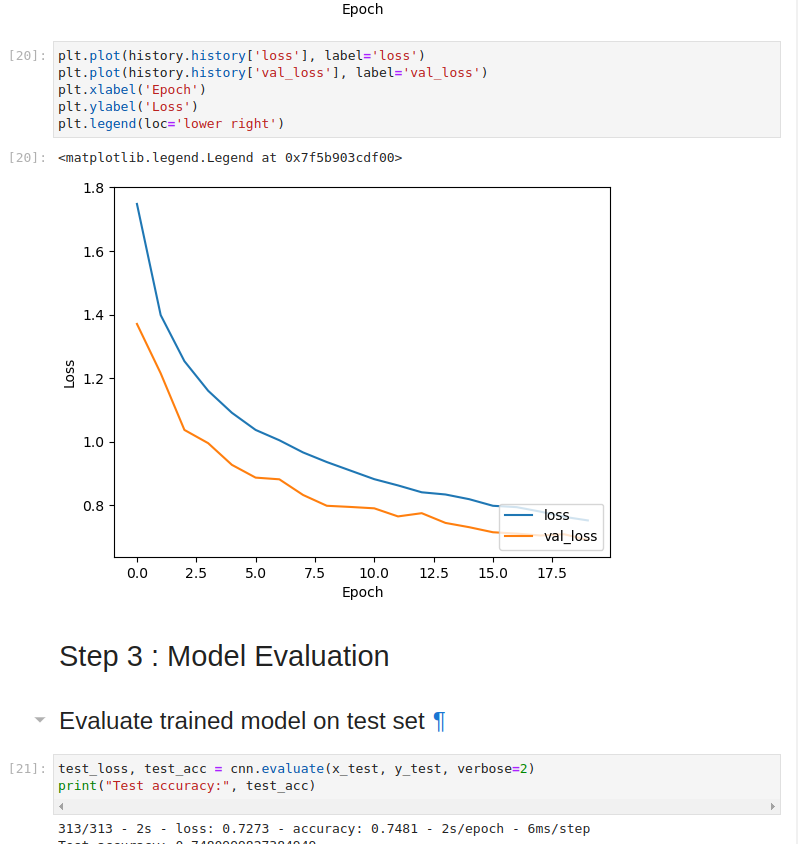 Epoch
[20]: plt.plot(history.history['loss'], label='loss')
plt.plot(history.history['val_loss'], label='val_loss')
plt.xlabel('Epoch')
plt.ylabel('Loss')
plt.legend(loc='lower right')
[20]: <matplotlib.legend.Legend at 0x7f5b903cdf00>
1.8
1.6
1.4
1.2
1.0
0.8
Loss
loss
val_loss
0.0 2.5 5.0 7.5 10.0 12.5 15.0 17.5
Epoch
Step 3 : Model Evaluation
Evaluate trained model on test set ¶
[21]: test_loss, test_acc = cnn.evaluate(x_test, y_test, verbose=2)
print("Test accuracy:", test_acc)
313/313 - 2s - loss: 0.7273 - accuracy: 0.7481 - 2s/epoch - 6ms/step
Test accuracy: